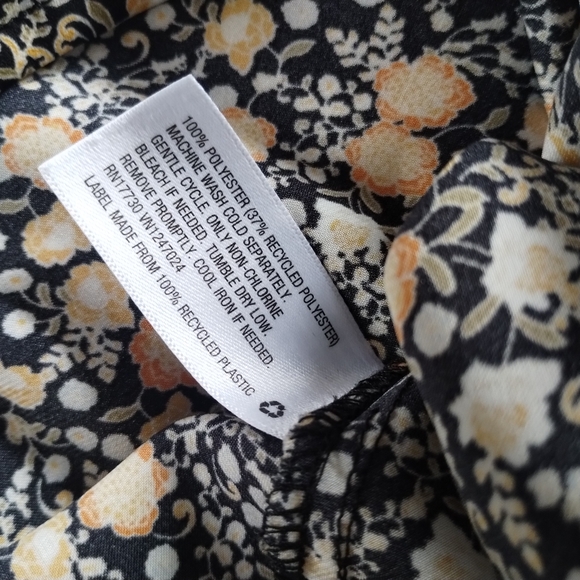 100% POLYESTER (37% RECYCLED POLYESTER)
MACHINE WASH COLD SEPARATELY.
GENTLE CYCLE. ONLY NON-CHLORINE
BLEACH IF NEEDED. TUMBLE DRY LOW.
REMOVE PROMPTLY. COOL IRON IF NEEDED.
RN17730 VN1247024
LABEL MADE FROM 100% RECYCLED PLASTIC